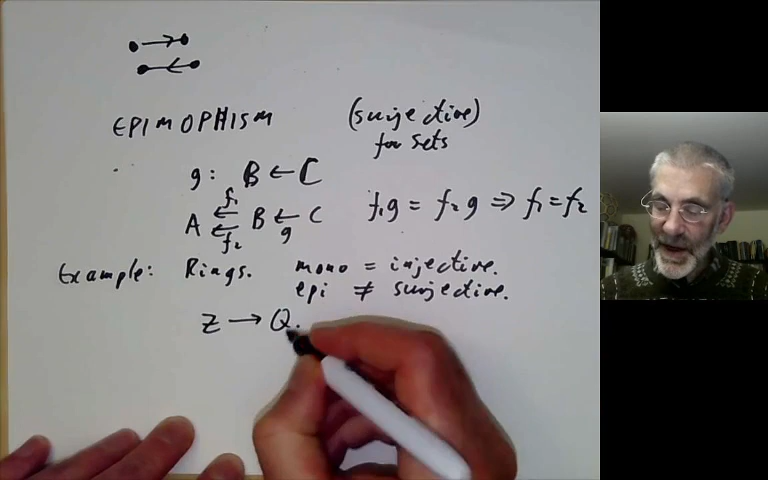 EPIMOPHISM (surjective)
for sets
g: B ← C
f₁
A ⇇ B ← C f₁g = f₂g ⇒ f₁ = f₂
f₂ g
Example: Rings. mono = injective.
epi ≠ surjective.
Z → Q.